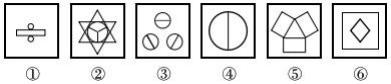 ① ② ③ ④ ⑤ ⑥